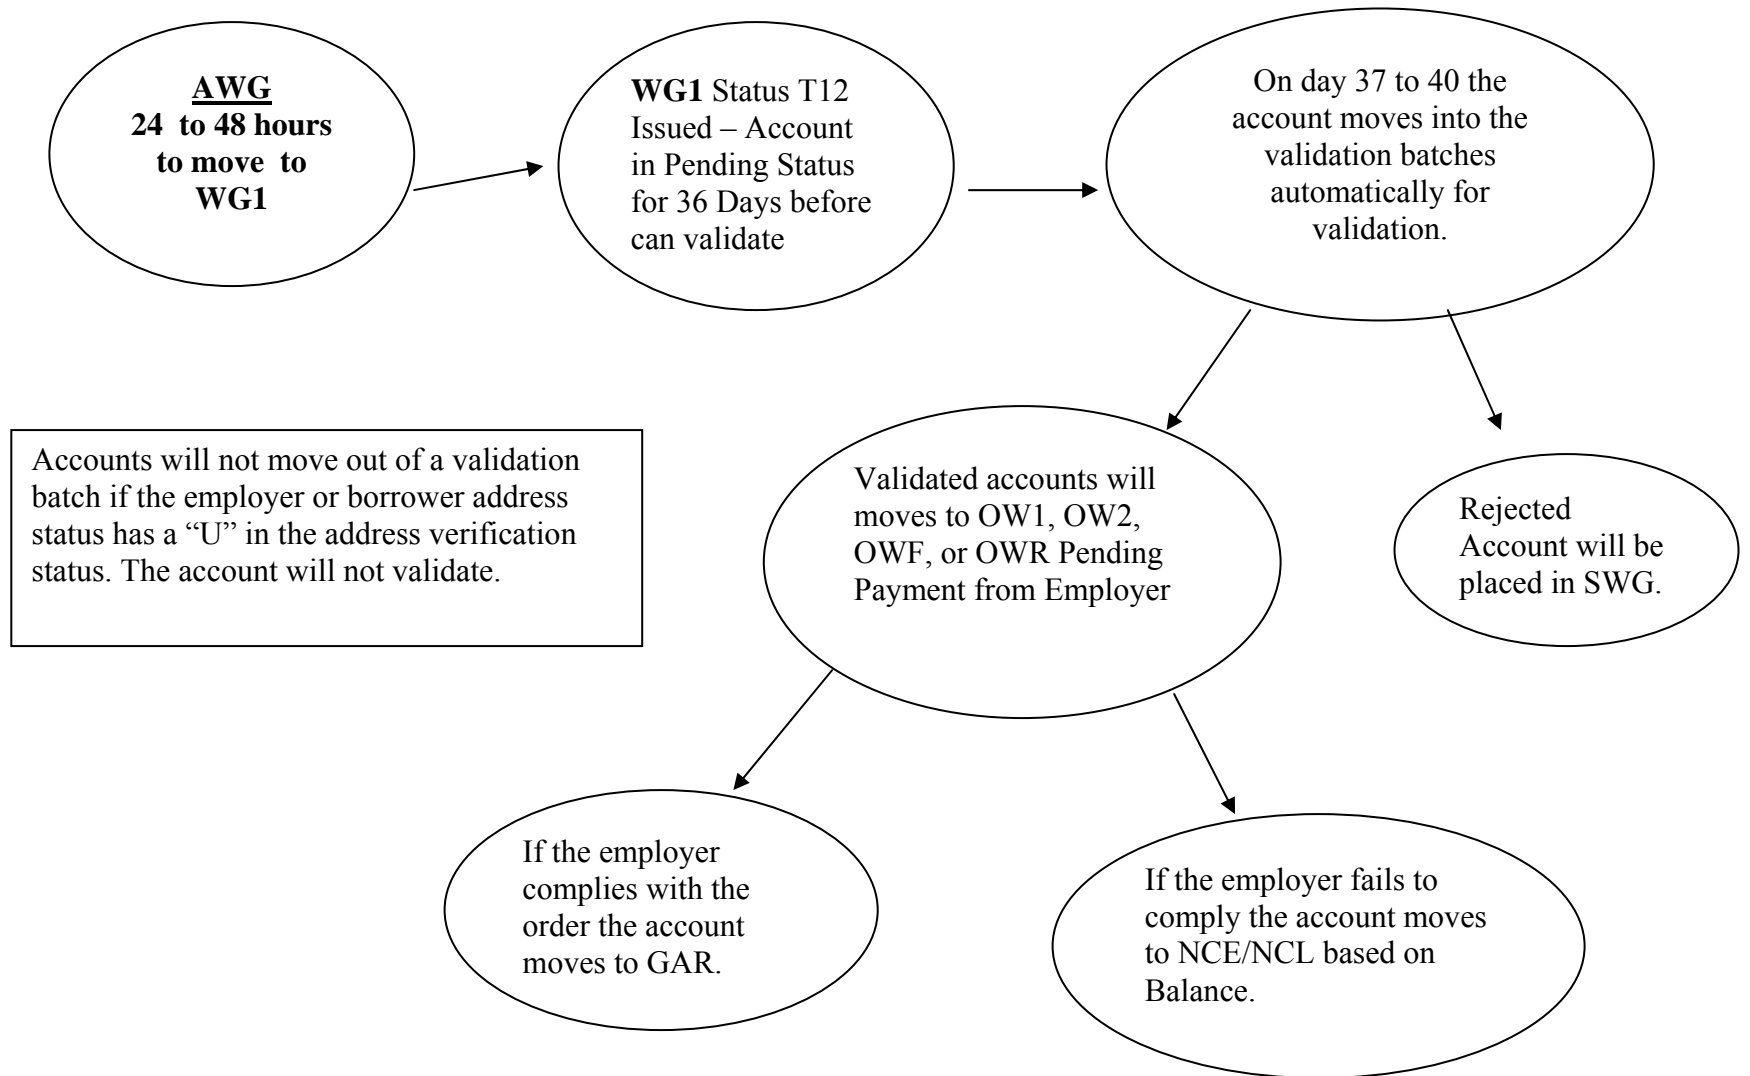 AWG
24 to 48 hours
to move to
WG1
WG1 Status T12
Issued – Account
in Pending Status
for 36 Days before
can validate
On day 37 to 40 the
account moves into the
validation batches
automatically for
validation.
Accounts will not move out of a validation
batch if the employer or borrower address
status has a “U” in the address verification
status. The account will not validate.
Validated accounts will
moves to OW1, OW2,
OWF, or OWR Pending
Payment from Employer
Rejected
Account will be
placed in SWG.
If the employer
complies with the
order the account
moves to GAR.
If the employer fails to
comply the account moves
to NCE/NCL based on
Balance.